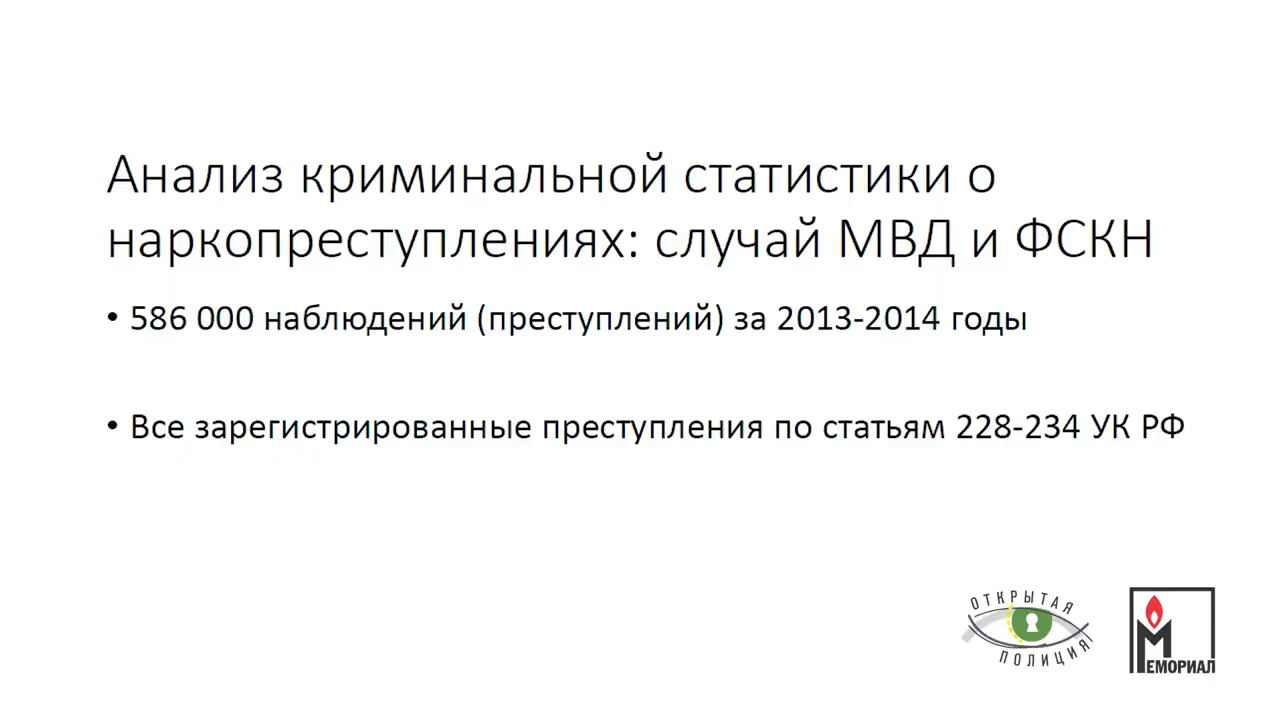 Анализ криминальной статистики о
наркопреступлениях: случай МВД и ФСКН
• 586 000 наблюдений (преступлений) за 2013-2014 годы
• Все зарегистрированные преступления по статьям 228-234 УК РФ
ОТКРЫТАЯ
ПОЛИЦИЯ
МЕМОРИАЛ